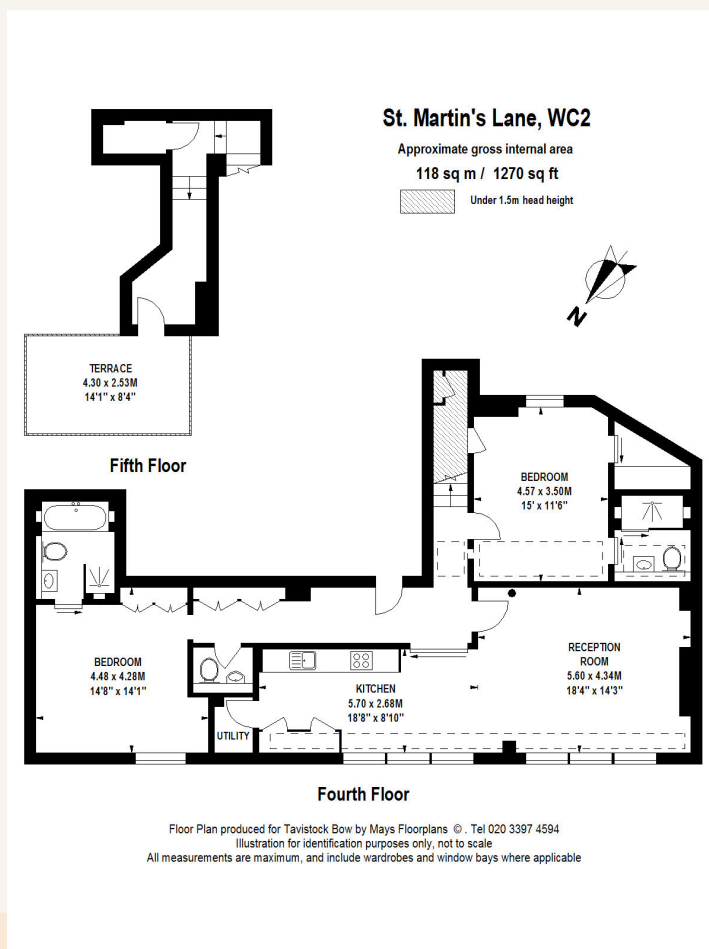 St. Martin's Lane, WC2
Approximate gross internal area
118 sq m / 1270 sq ft
Under 1.5m head height
N
TERRACE
4.30 x 2.53M
14'1" x 8'4"
Fifth Floor
BEDROOM
4.57 x 3.50M
15' x 11'6"
BEDROOM
4.48 x 4.28M
14'8" x 14'1"
RECEPTION
ROOM
5.60 x 4.34M
18'4" x 14'3"
KITCHEN
5.70 x 2.68M
18'8" x 8'10"
UTILITY
Fourth Floor
Floor Plan produced for Tavistock Bow by Mays Floorplans © . Tel 020 3397 4594
Illustration for identification purposes only, not to scale
All measurements are maximum, and include wardrobes and window bays where applicable